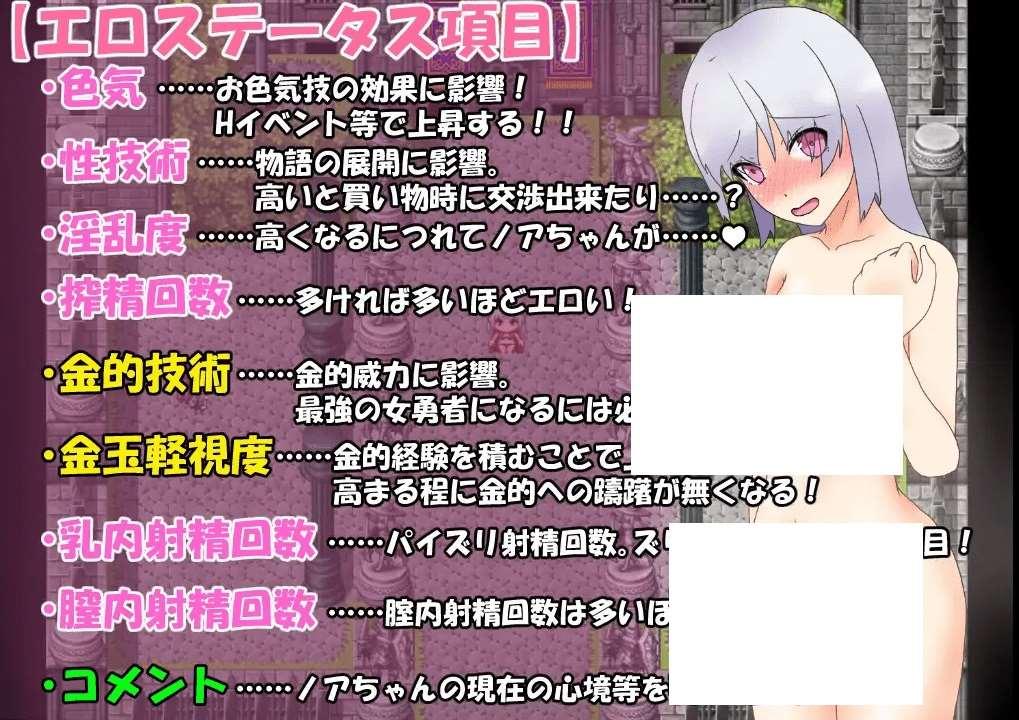 【エロステータス項目】
・色気 ……お色気技の効果に影響!
Hイベント等で上昇する!!
・性技術 ……物語の展開に影響。
高いと買い物時に交渉出来たり……?
・淫乱度 ……高くなるにつれてノアちゃんが……♥
・搾精回数 ……多ければ多いほどエロい!
・金的技術 ……金的威力に影響。
最強の女勇者になるには必
・金玉軽視度 ……金的経験を積むことで
高まる程に金的への躊躇が無くなる!
・乳内射精回数 ……パイズリ射精回数。ズリ 目!
・膣内射精回数 ……膣内射精回数は多いほ
・コメント ……ノアちゃんの現在の心境等を